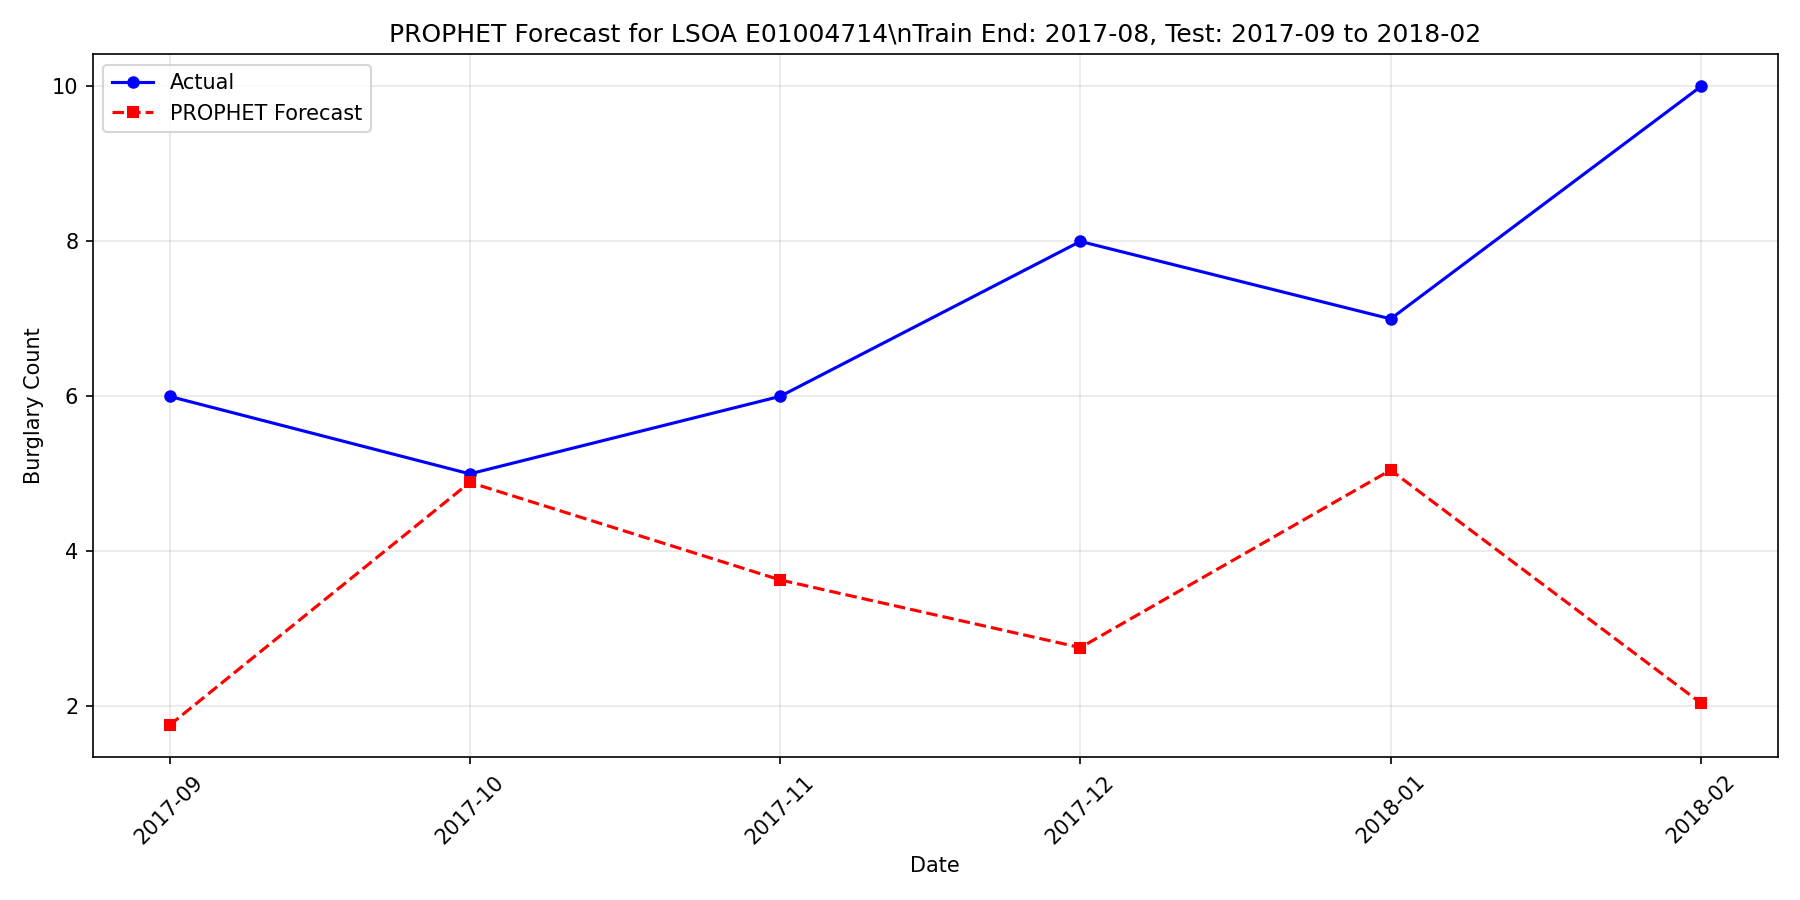 PROPHET Forecast for LSOA E01004714\nTrain End: 2017-08, Test: 2017-09 to 2018-02
Actual
PROPHET Forecast
Burglary Count
10
8
6
4
2
2017-09
2017-10
2017-11
2017-12
2018-01
2018-02
Date